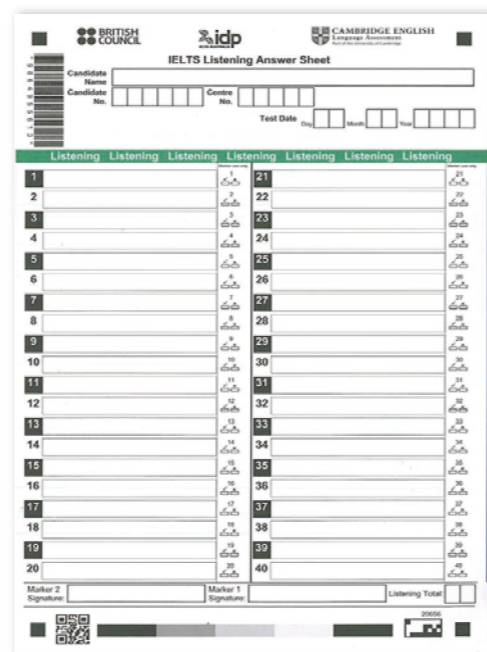 BRITISH COUNCIL
idp
CAMBRIDGE ENGLISH
Language Assessment
Part of the University of Cambridge
IELTS Listening Answer Sheet
Candidate Name
Candidate No.
Centre No.
Test Date
Day
Month
Year
Listening Listening Listening Listening Listening Listening Listening
1 1 21 21
2 2 22 22
3 3 23 23
4 4 24 24
5 5 25 25
6 6 26 26
7 7 27 27
8 8 28 28
9 9 29 29
10 10 30 30
11 11 31 31
12 12 32 32
13 13 33 33
14 14 34 34
15 15 35 35
16 16 36 36
17 17 37 37
18 18 38 38
19 19 39 39
20 20 40 40
Marker 2 Signature:
Marker 1 Signature:
Listening Total:
20656